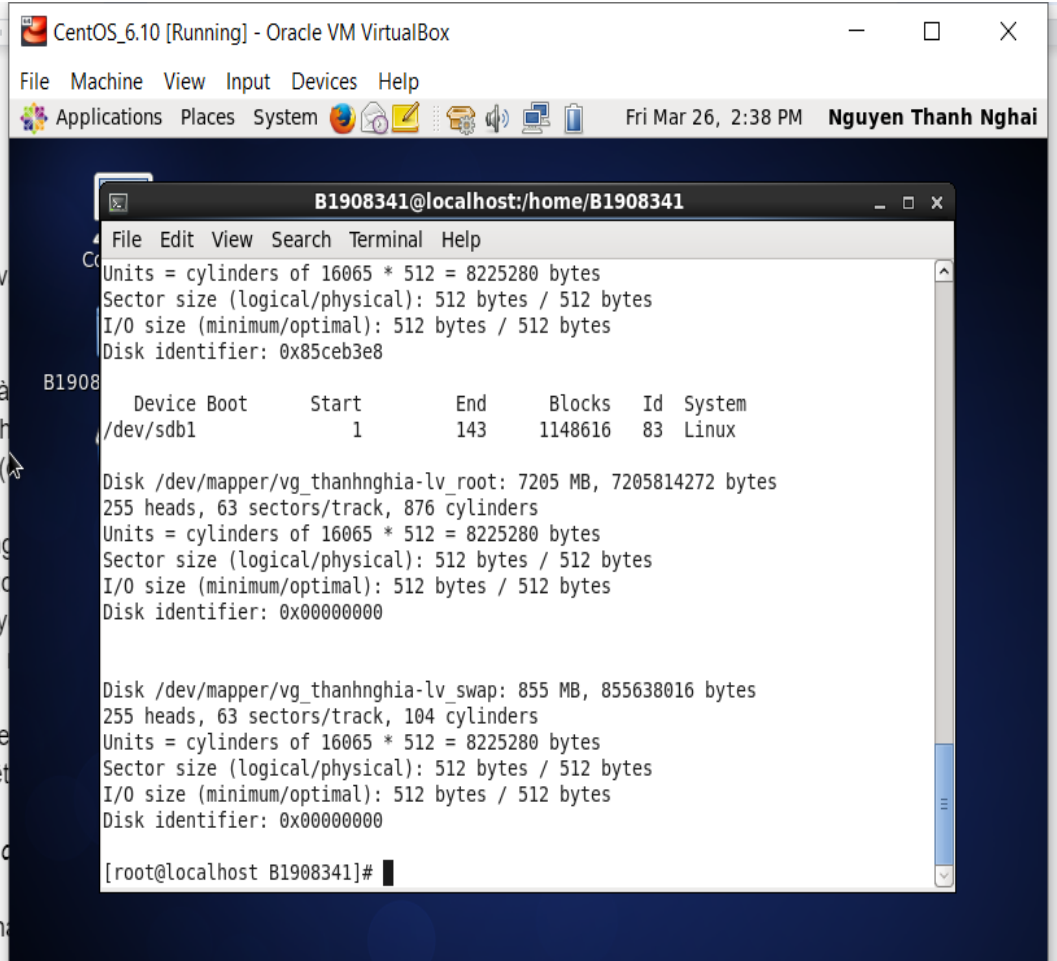 CentOS_6.10 [Running] - Oracle VM VirtualBox
File Machine View Input Devices Help
Applications Places System Fri Mar 26, 2:38 PM Nguyen Thanh Nghai
B1908341@localhost:/home/B1908341
File Edit View Search Terminal Help
Units = cylinders of 16065 * 512 = 8225280 bytes
Sector size (logical/physical): 512 bytes / 512 bytes
I/O size (minimum/optimal): 512 bytes / 512 bytes
Disk identifier: 0x85ceb3e8
B1908
Device Boot Start End Blocks Id System
/dev/sdb1 1 143 1148616 83 Linux
Disk /dev/mapper/vg_thanhnghia-lv_root: 7205 MB, 7205814272 bytes
255 heads, 63 sectors/track, 876 cylinders
Units = cylinders of 16065 * 512 = 8225280 bytes
Sector size (logical/physical): 512 bytes / 512 bytes
I/O size (minimum/optimal): 512 bytes / 512 bytes
Disk identifier: 0x00000000
Disk /dev/mapper/vg_thanhnghia-lv_swap: 855 MB, 855638016 bytes
255 heads, 63 sectors/track, 104 cylinders
Units = cylinders of 16065 * 512 = 8225280 bytes
Sector size (logical/physical): 512 bytes / 512 bytes
I/O size (minimum/optimal): 512 bytes / 512 bytes
Disk identifier: 0x00000000
[root@localhost B1908341]#